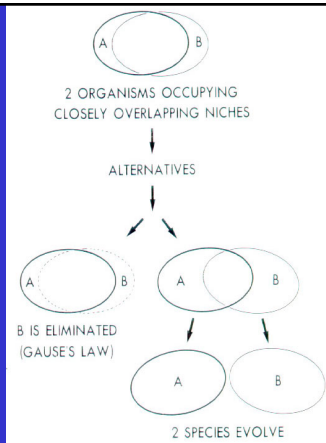 A B
2 ORGANISMS OCCUPYING
CLOSELY OVERLAPPING NICHES
ALTERNATIVES
A B A B
B IS ELIMINATED
(GAUSE'S LAW)
A B
2 SPECIES EVOLVE